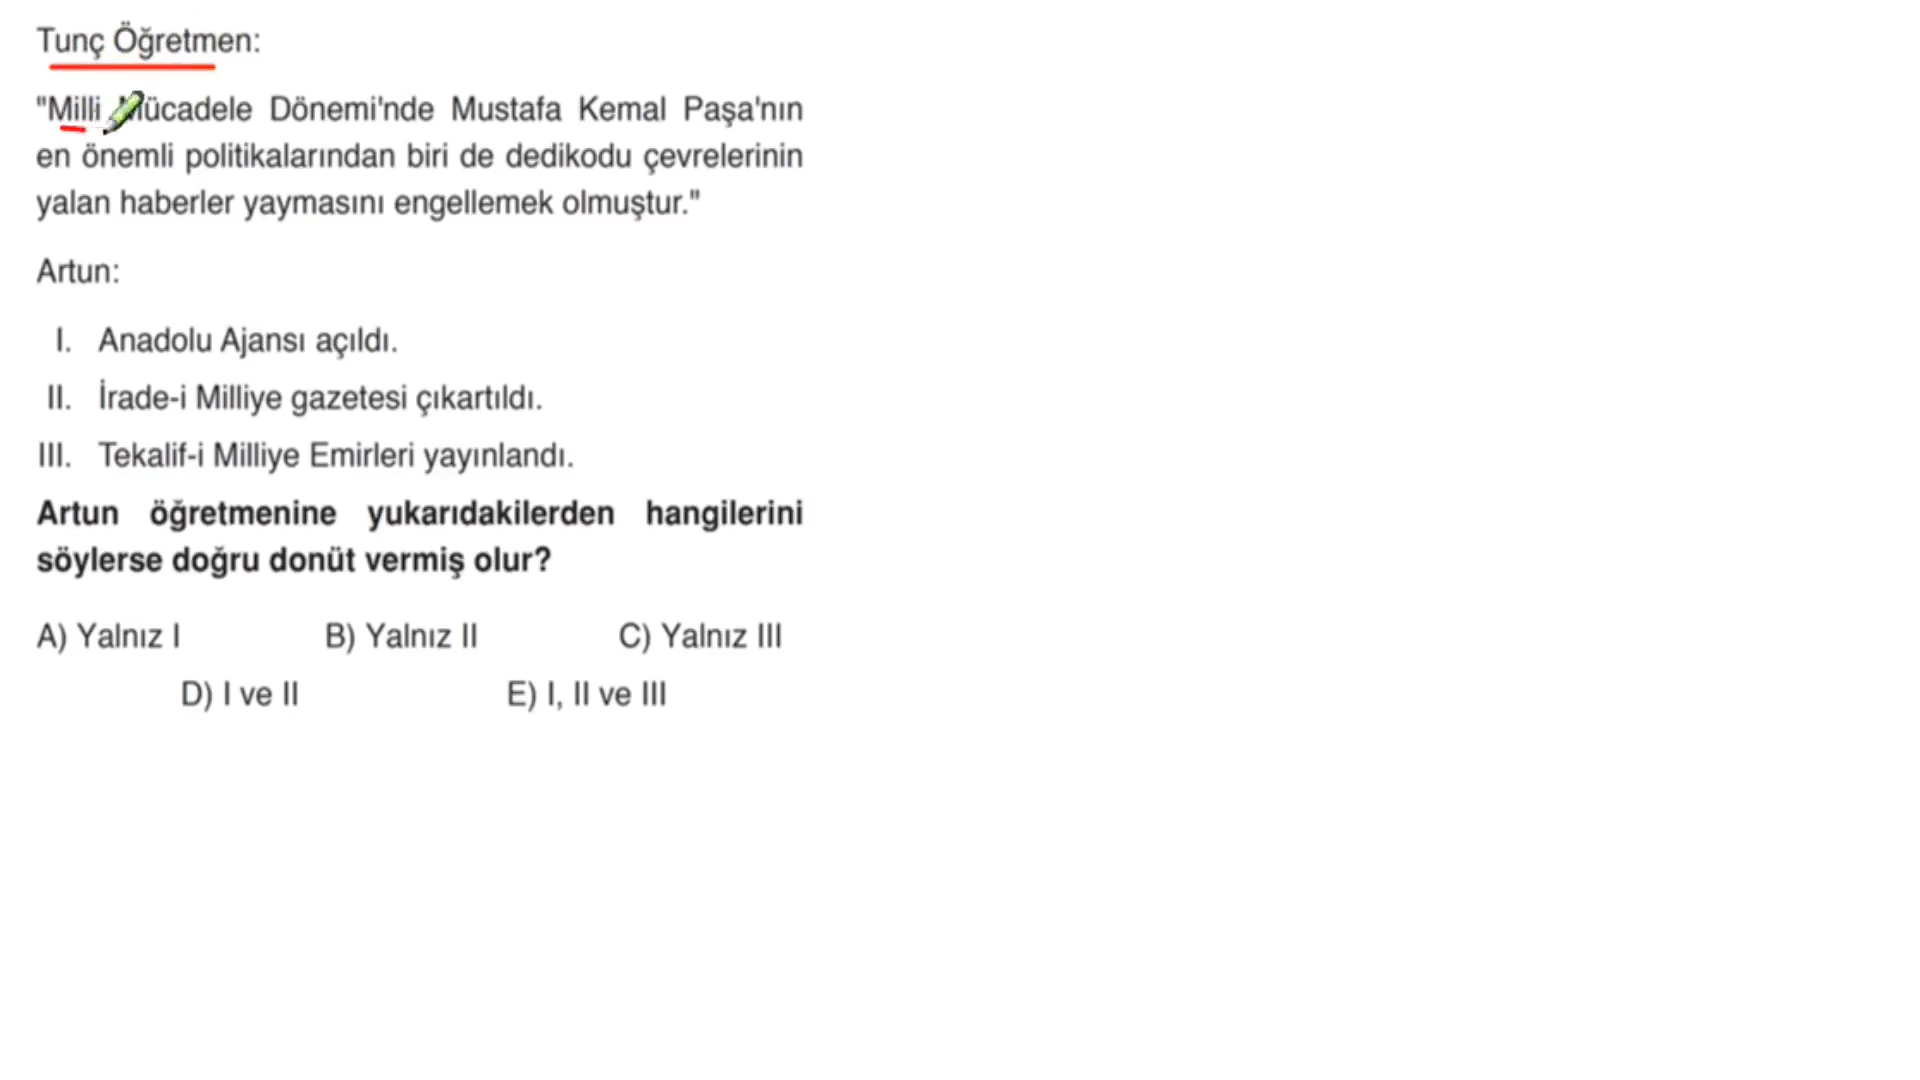 Tunç Öğretmen:
"Milli Mücadele Dönemi'nde Mustafa Kemal Paşa'nın
en önemli politikalarından biri de dedikodu çevrelerinin
yalan haberler yaymasını engellemek olmuştur."
Artun:
I. Anadolu Ajansı açıldı.
II. İrade-i Milliye gazetesi çıkartıldı.
III. Tekalif-i Milliye Emirleri yayınlandı.
Artun öğretmenine yukarıdakilerden hangilerini
söylerse doğru donüt vermiş olur?
A) Yalnız I B) Yalnız II C) Yalnız III
D) I ve II E) I, II ve III